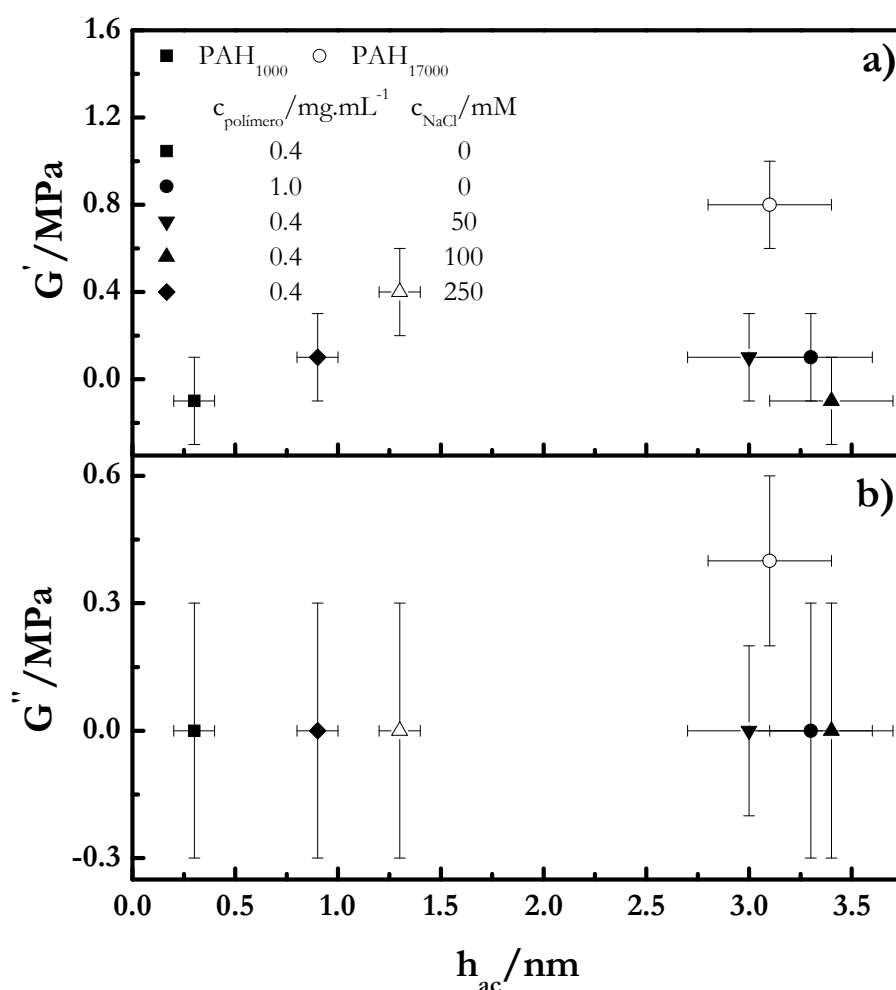 1.6
a)
PAH1000 PAH17000
cpolímero/mg.mL-1 cNaCl/mM
1.2
0.4 0
1.0 0
0.8
0.4 50
0.4 100
0.4
0.4 250
0.0
G'/MPa
0.6
b)
0.3
0.0
-0.3
G''/MPa
0.0 0.5 1.0 1.5 2.0 2.5 3.0 3.5
hac/nm